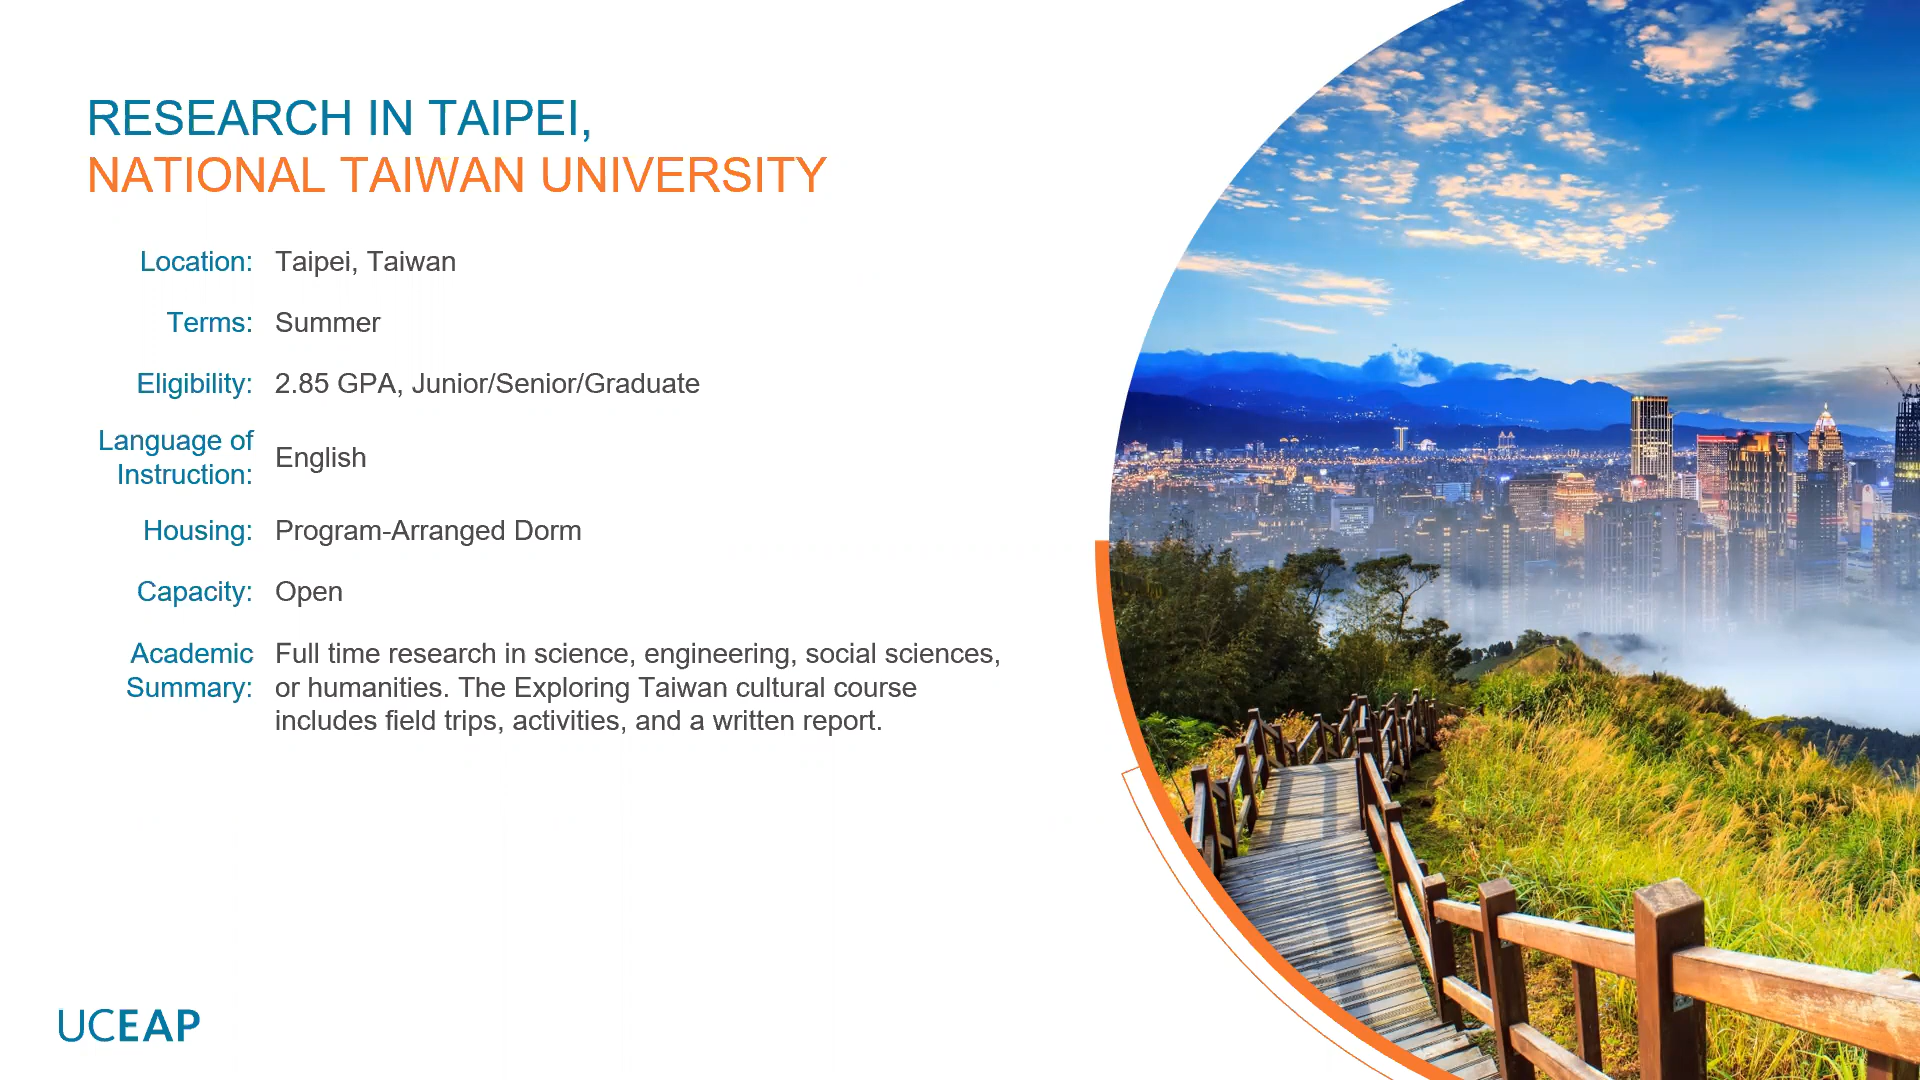 RESEARCH IN TAIPEI,
NATIONAL TAIWAN UNIVERSITY
Location: Taipei, Taiwan
Terms: Summer
Eligibility: 2.85 GPA, Junior/Senior/Graduate
Language of
Instruction: English
Housing: Program-Arranged Dorm
Capacity: Open
Academic Full time research in science, engineering, social sciences,
Summary: or humanities. The Exploring Taiwan cultural course
includes field trips, activities, and a written report.
UCEAP